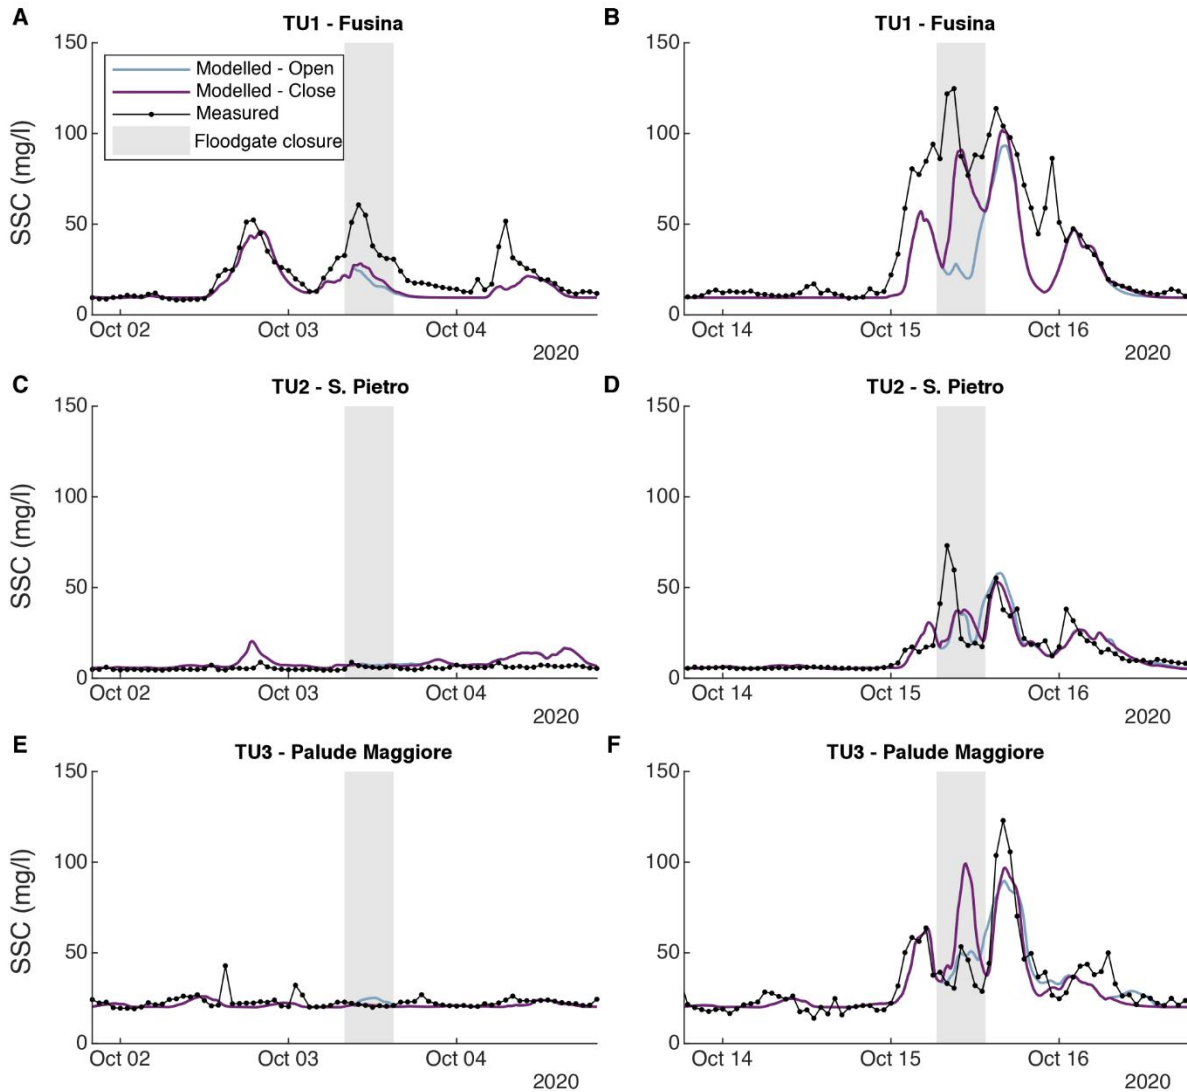 A
TU1 - Fusina
150
100
50
0
SSC (mg/l)
Modelled - Open
Modelled - Close
Measured
Floodgate closure
Oct 02
Oct 03
Oct 04
2020
B
TU1 - Fusina
150
100
50
0
Oct 14
Oct 15
Oct 16
2020
C
TU2 - S. Pietro
150
100
50
0
SSC (mg/l)
Oct 02
Oct 03
Oct 04
2020
D
TU2 - S. Pietro
150
100
50
0
Oct 14
Oct 15
Oct 16
2020
E
TU3 - Palude Maggiore
150
100
50
0
SSC (mg/l)
Oct 02
Oct 03
Oct 04
2020
F
TU3 - Palude Maggiore
150
100
50
0
Oct 14
Oct 15
Oct 16
2020